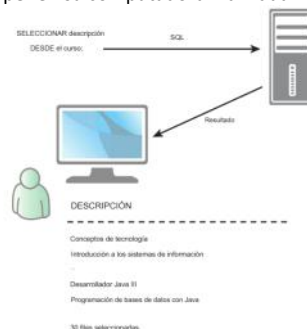 SELECCIONAR descripción
DESDE el curso:
SQL
Resultado
DESCRIPCIÓN
Conceptos de tecnología
Introducción a los sistemas de información
..
Desarrollador Java III
Programación de bases de datos con Java
30 filas seleccionadas